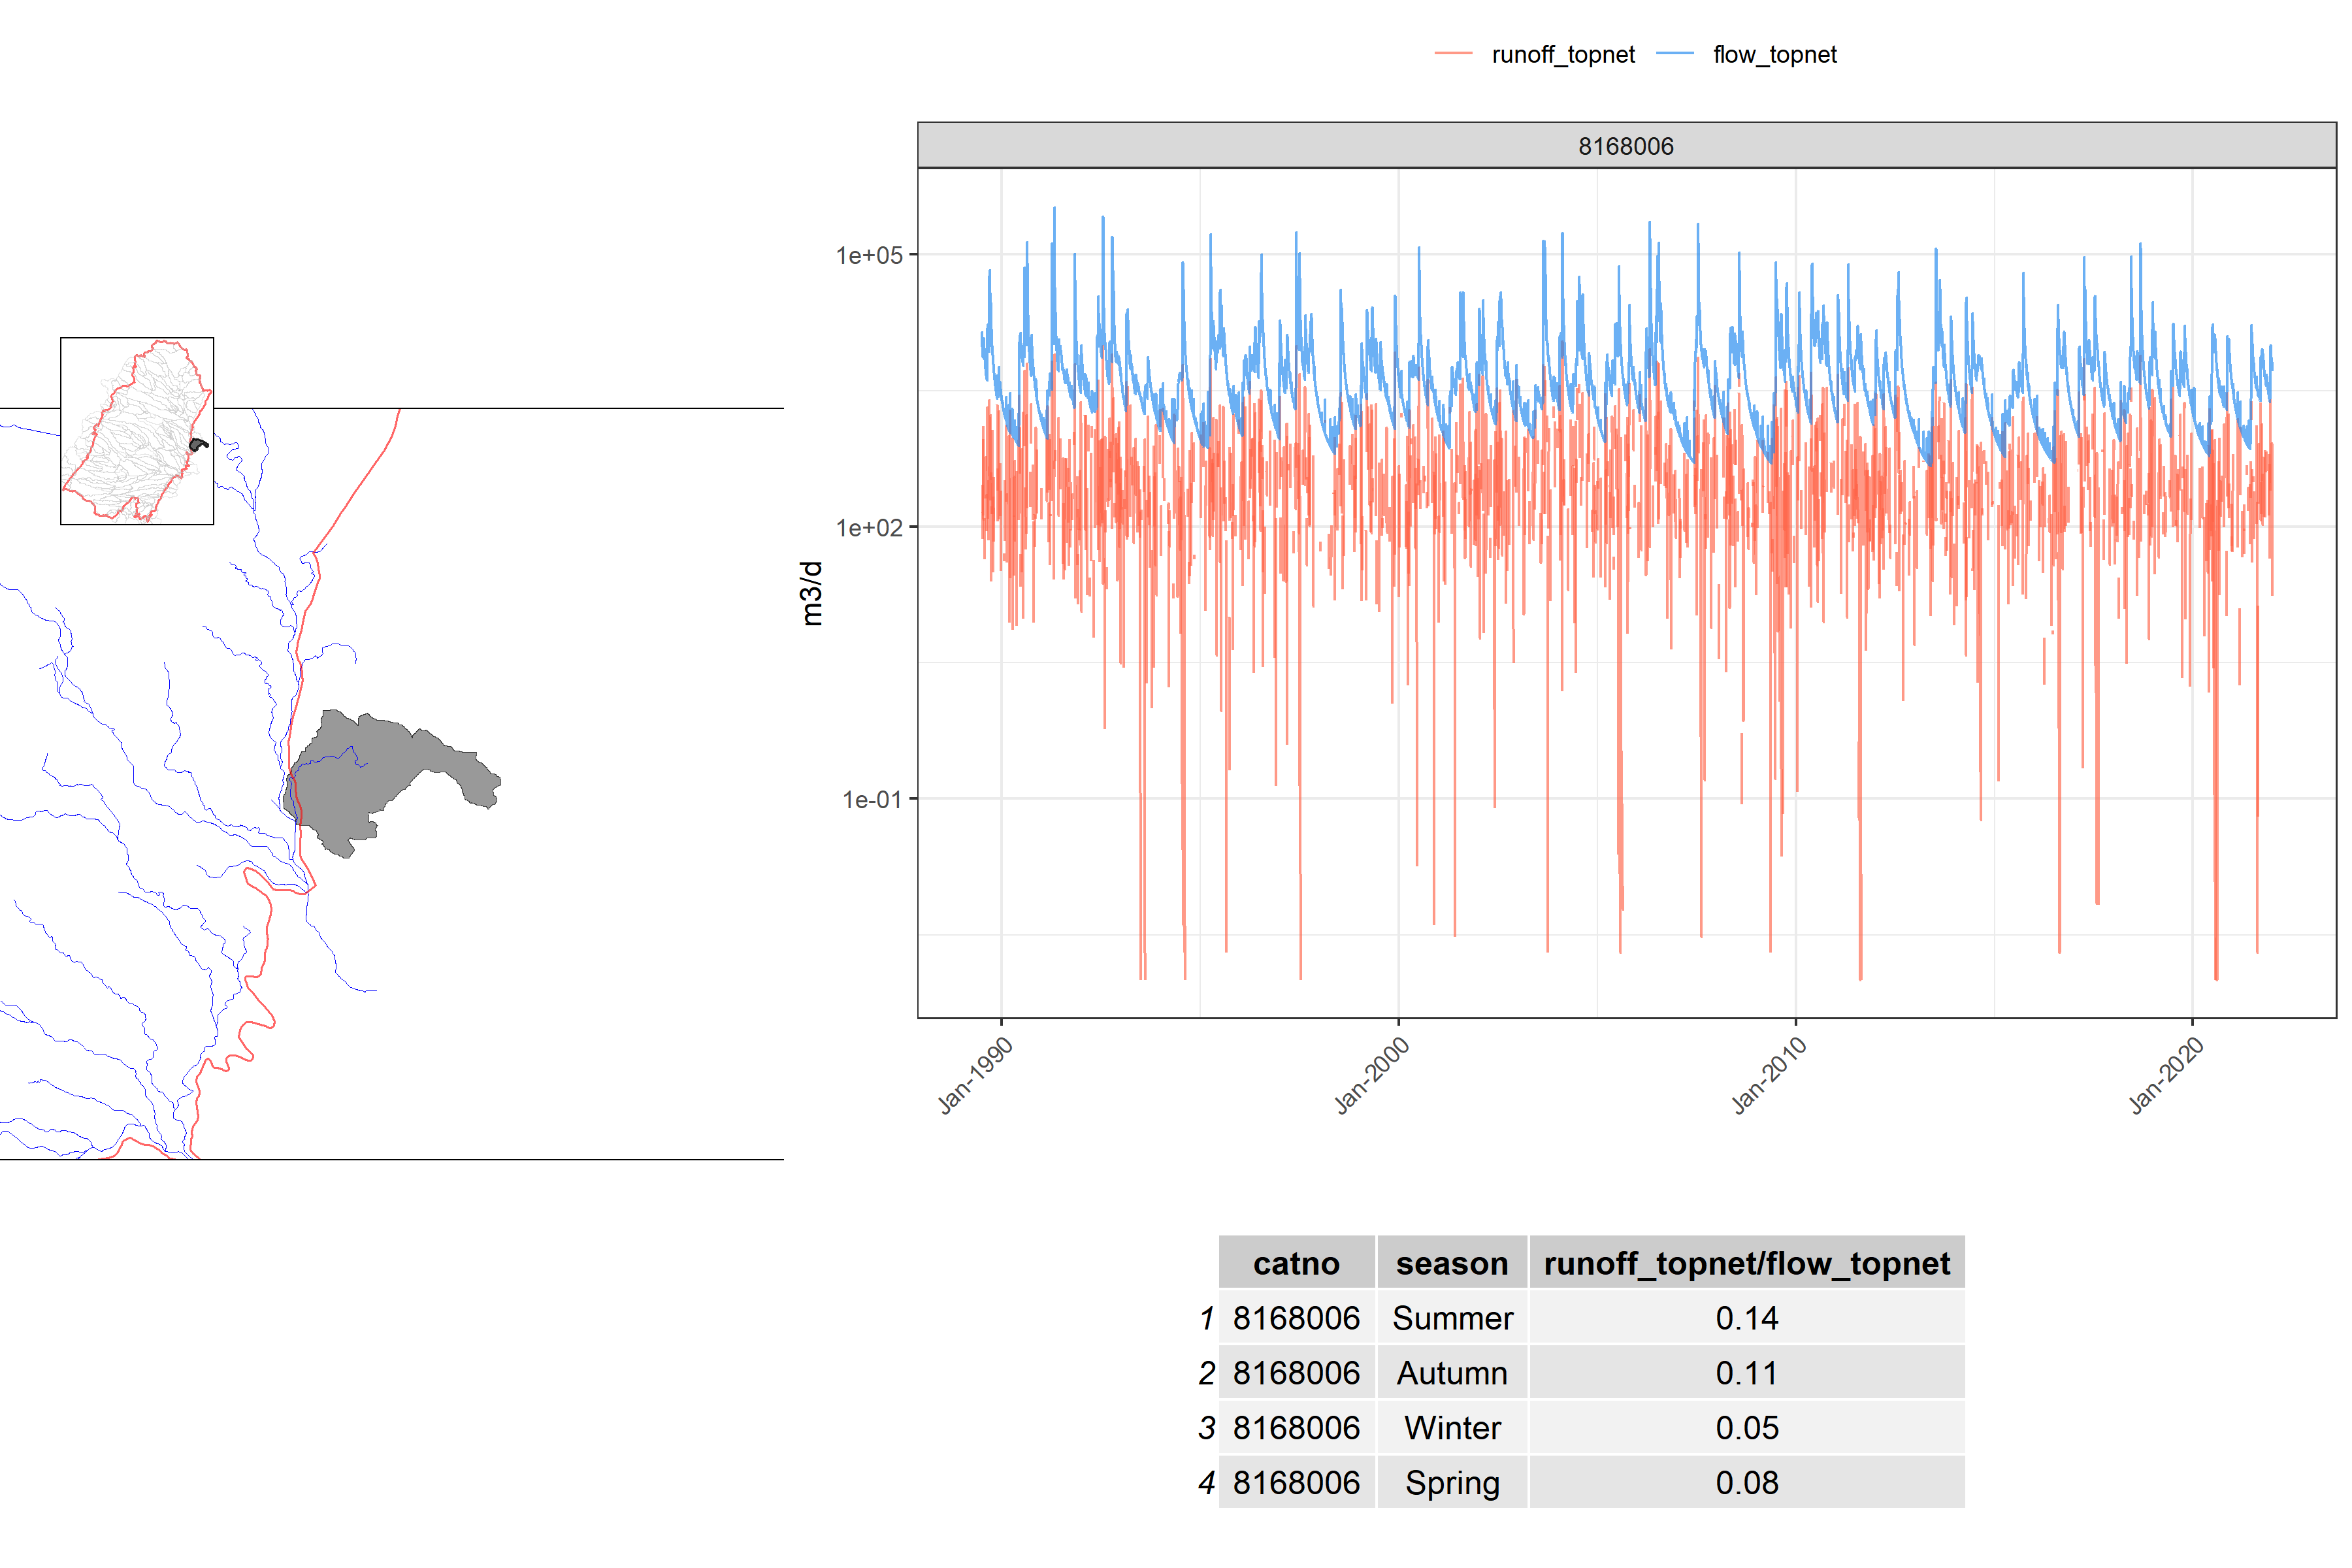 runoff_topnet flow_topnet
8168006
1e+05
1e+02
1e-01
m3/d
Jan-1990 Jan-2000 Jan-2010 Jan-2020
catno season runoff_topnet/flow_topnet
1 8168006 Summer 0.14
2 8168006 Autumn 0.11
3 8168006 Winter 0.05
4 8168006 Spring 0.08